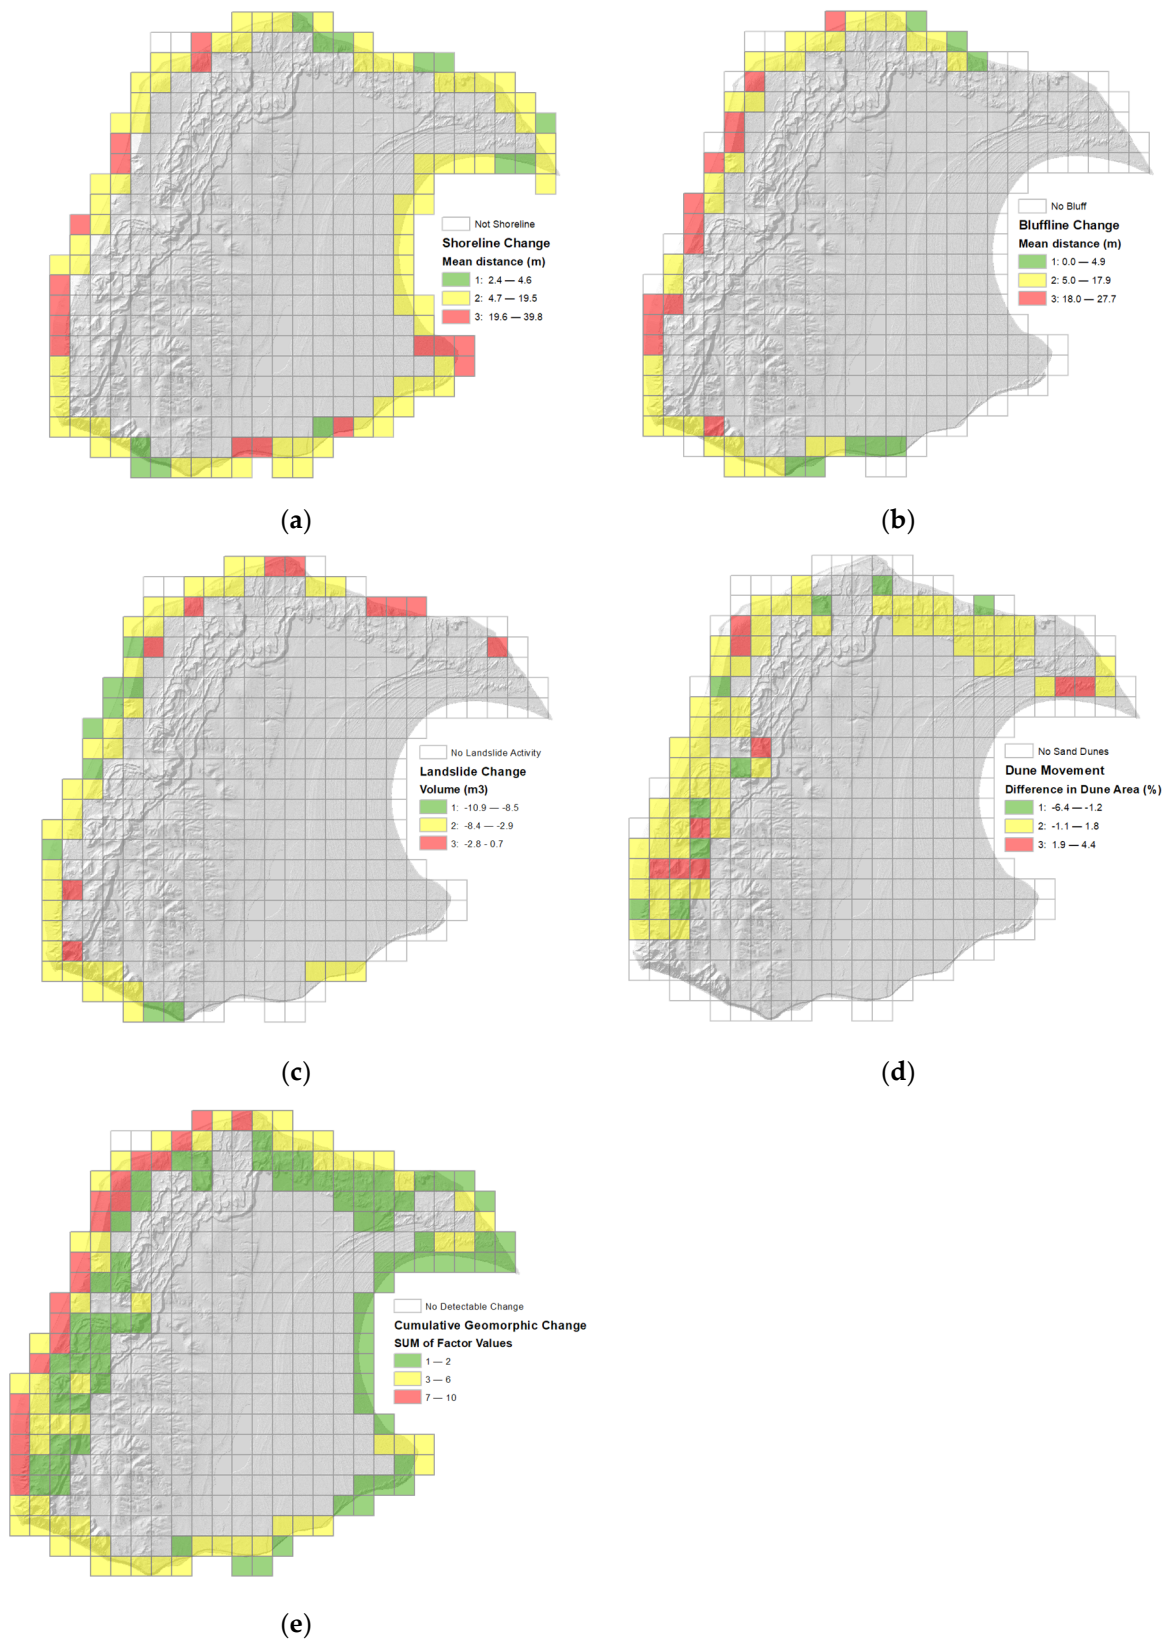 Not Shoreline
Shoreline Change
Mean distance (m)
1: 2.4 — 4.6
2: 4.7 — 19.5
3: 19.6 — 39.8
(a)
No Bluff
Bluffline Change
Mean distance (m)
1: 0.0 — 4.9
2: 5.0 — 17.9
3: 18.0 — 27.7
(b)
No Landslide Activity
Landslide Change
Volume (m3)
1: -10.9 — -8.5
2: -8.4 — -2.9
3: -2.8 - 0.7
(c)
No Sand Dunes
Dune Movement
Difference in Dune Area (%)
1: -6.4 — -1.2
2: -1.1 — 1.8
3: 1.9 — 4.4
(d)
No Detectable Change
Cumulative Geomorphic Change
SUM of Factor Values
1 — 2
3 — 6
7 — 10
(e)